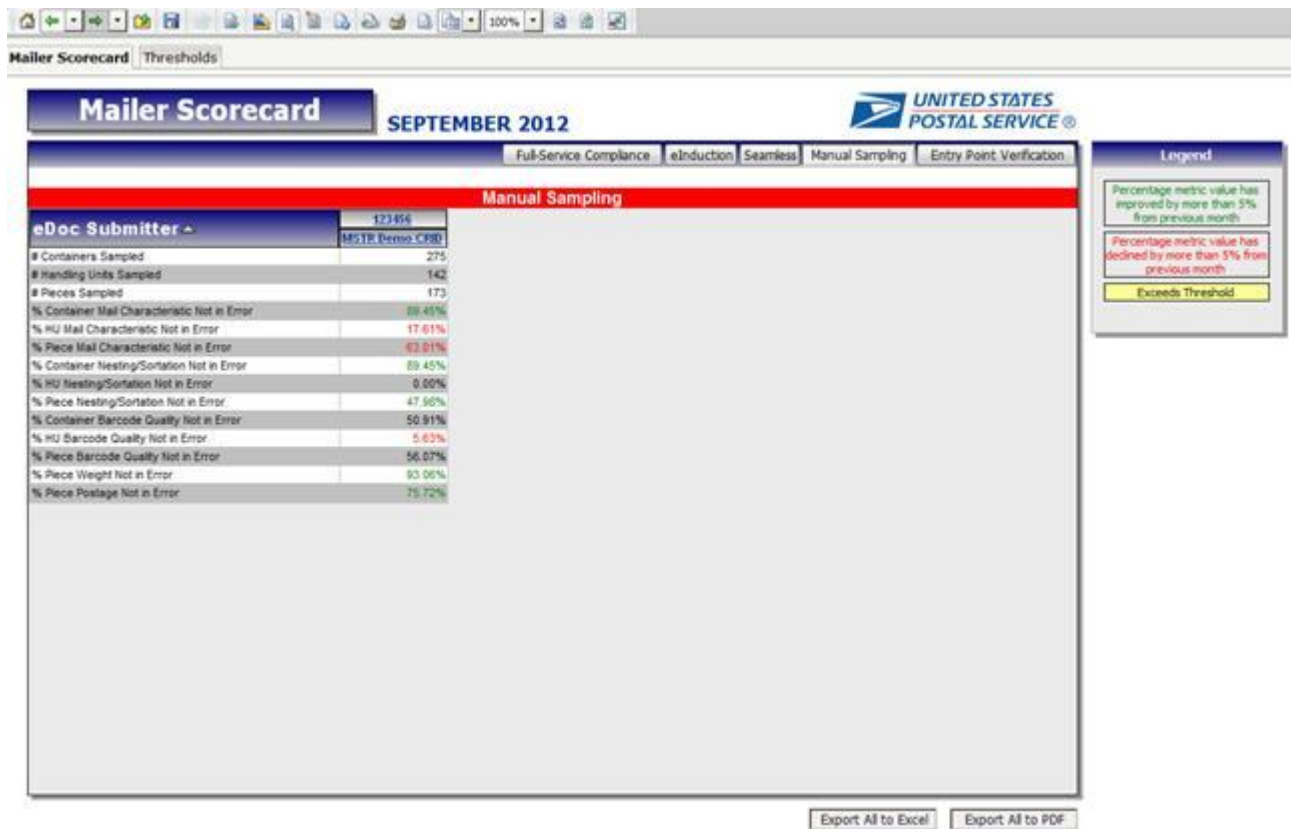 100%
Mailer Scorecard Thresholds
Mailer Scorecard
SEPTEMBER 2012
UNITED STATES
POSTAL SERVICE ®
Full-Service Compliance eInduction Seamless Manual Sampling Entry Point Verification
Manual Sampling
eDoc Submitter
123456
MSTR Demo CRID
# Containers Sampled 275
# Handling Units Sampled 142
# Pieces Sampled 173
% Container Mail Characteristic Not in Error 89.45%
% HU Mail Characteristic Not in Error 17.61%
% Piece Mail Characteristic Not in Error 63.01%
% Container Nesting/Sortation Not in Error 89.45%
% HU Nesting/Sortation Not in Error 0.00%
% Piece Nesting/Sortation Not in Error 47.98%
% Container Barcode Quality Not in Error 50.91%
% HU Barcode Quality Not in Error 5.63%
% Piece Barcode Quality Not in Error 56.07%
% Piece Weight Not in Error 93.06%
% Piece Postage Not in Error 75.72%
Legend
Percentage metric value has
improved by more than 5%
from previous month
Percentage metric value has
declined by more than 5% from
previous month
Exceeds Threshold
Export All to Excel Export All to PDF